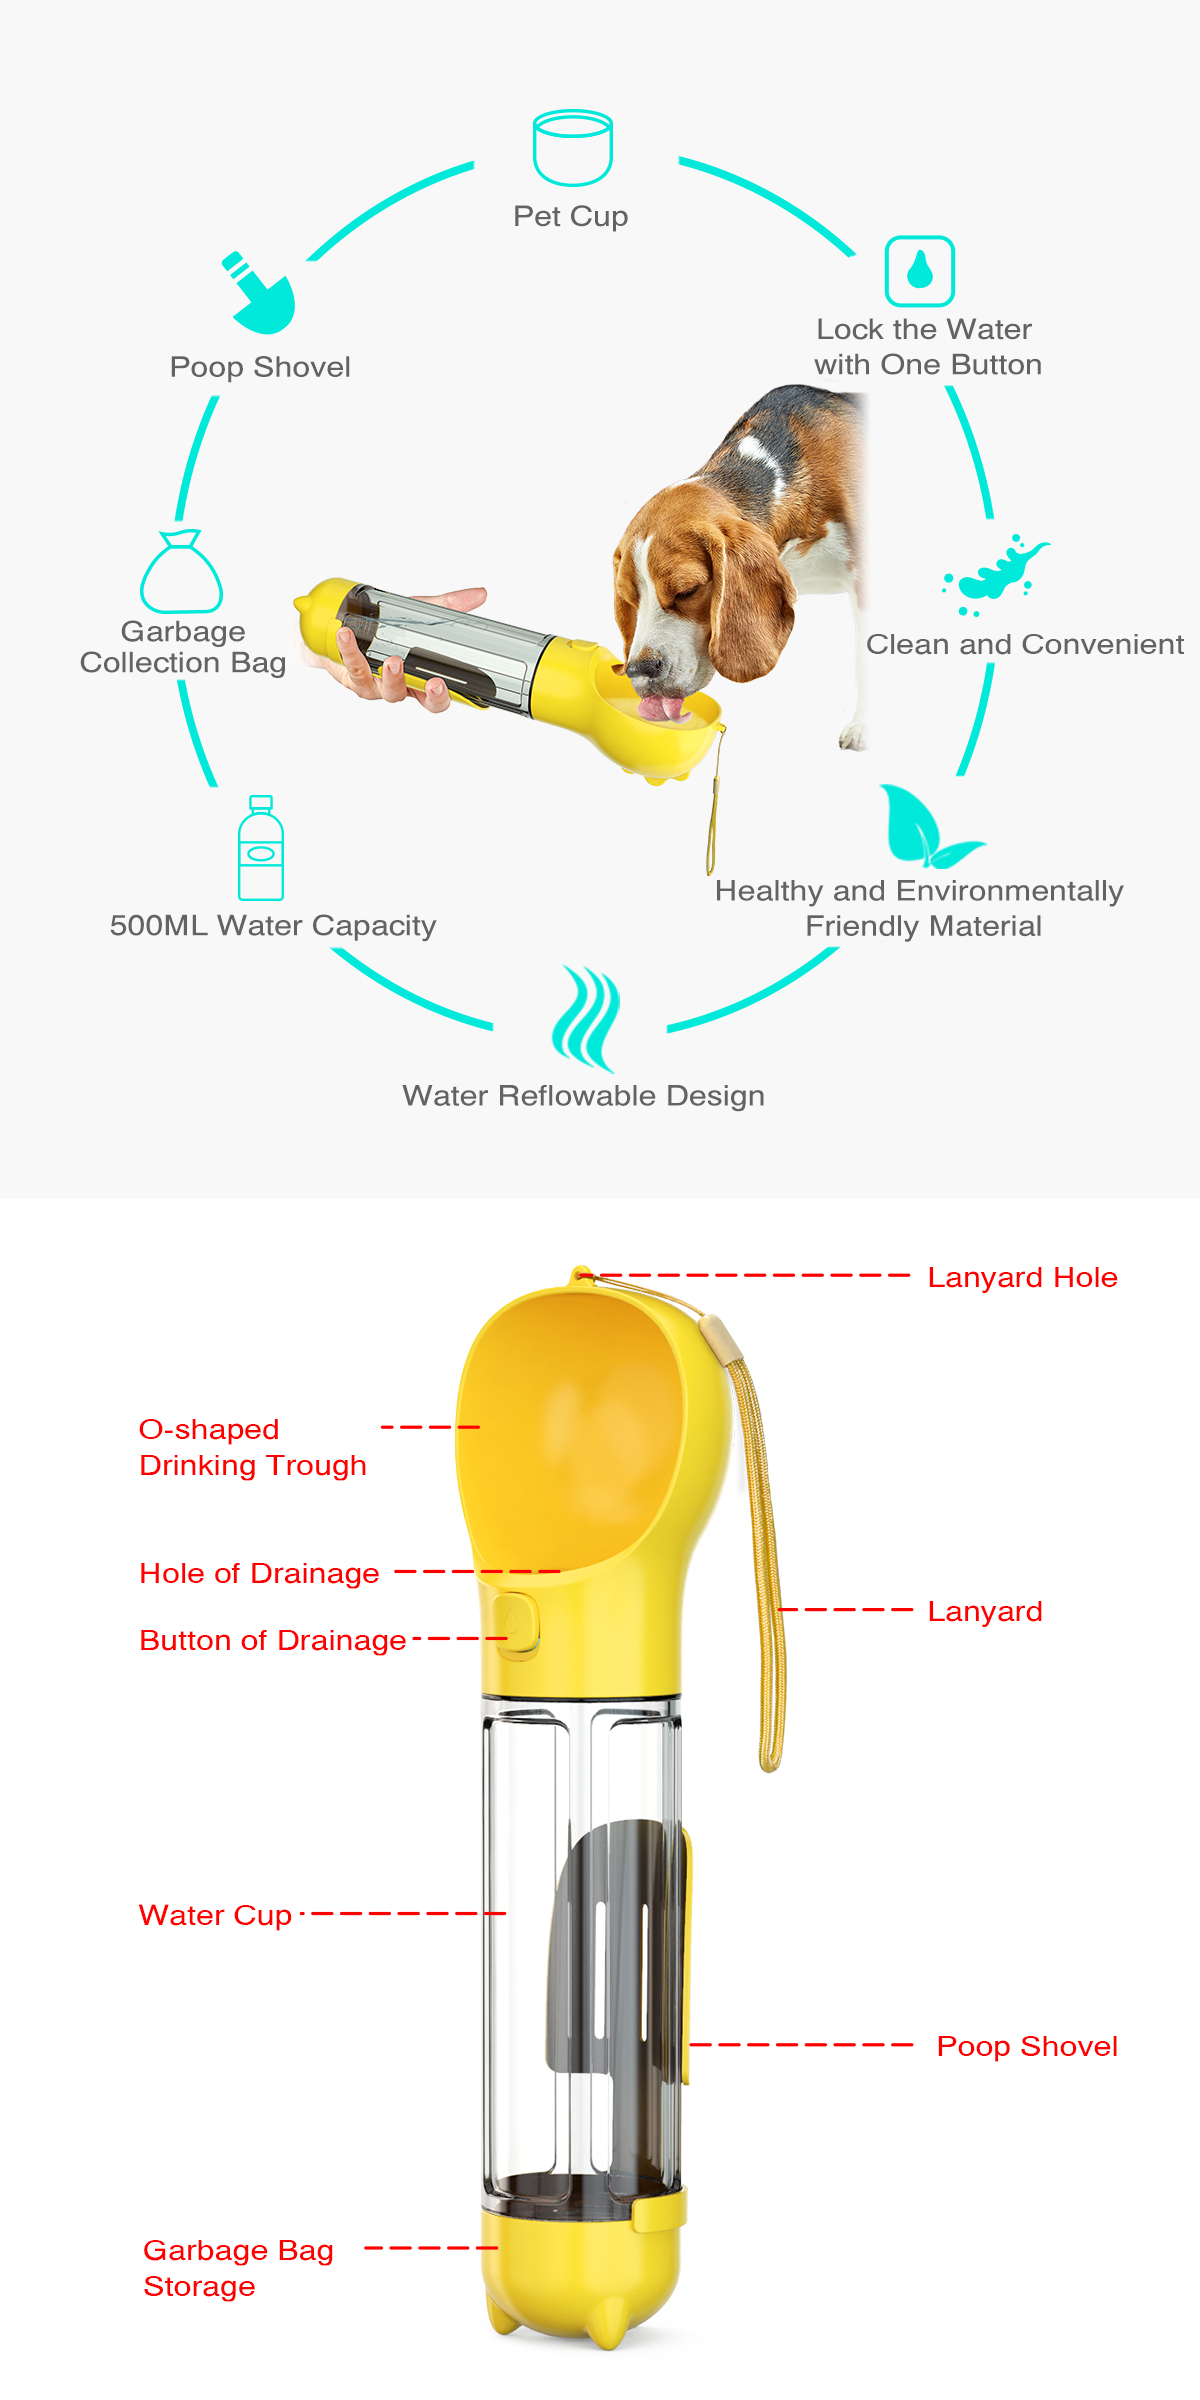 Pet Cup
Lock the Water
with One Button
Poop Shovel
Garbage
Collection Bag
Clean and Convenient
500ML Water Capacity
Healthy and Environmentally
Friendly Material
Water Reflowable Design
Lanyard Hole
O-shaped
Drinking Trough
Hole of Drainage
Button of Drainage
Lanyard
Water Cup
Poop Shovel
Garbage Bag
Storage